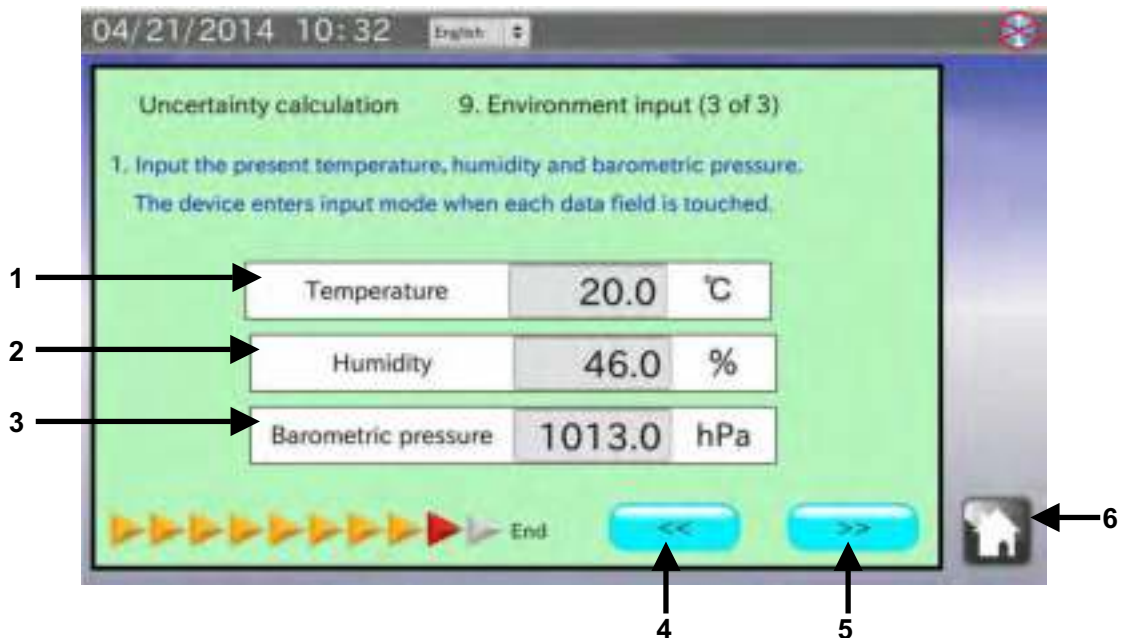 04/21/2014 10:32 English
Uncertainty calculation 9. Environment input (3 of 3)
1. Input the present temperature, humidity and barometric pressure.
The device enters input mode when each data field is touched.
1 Temperature 20.0 ℃
2 Humidity 46.0 %
3 Barometric pressure 1013.0 hPa
End << >> 6
4 5